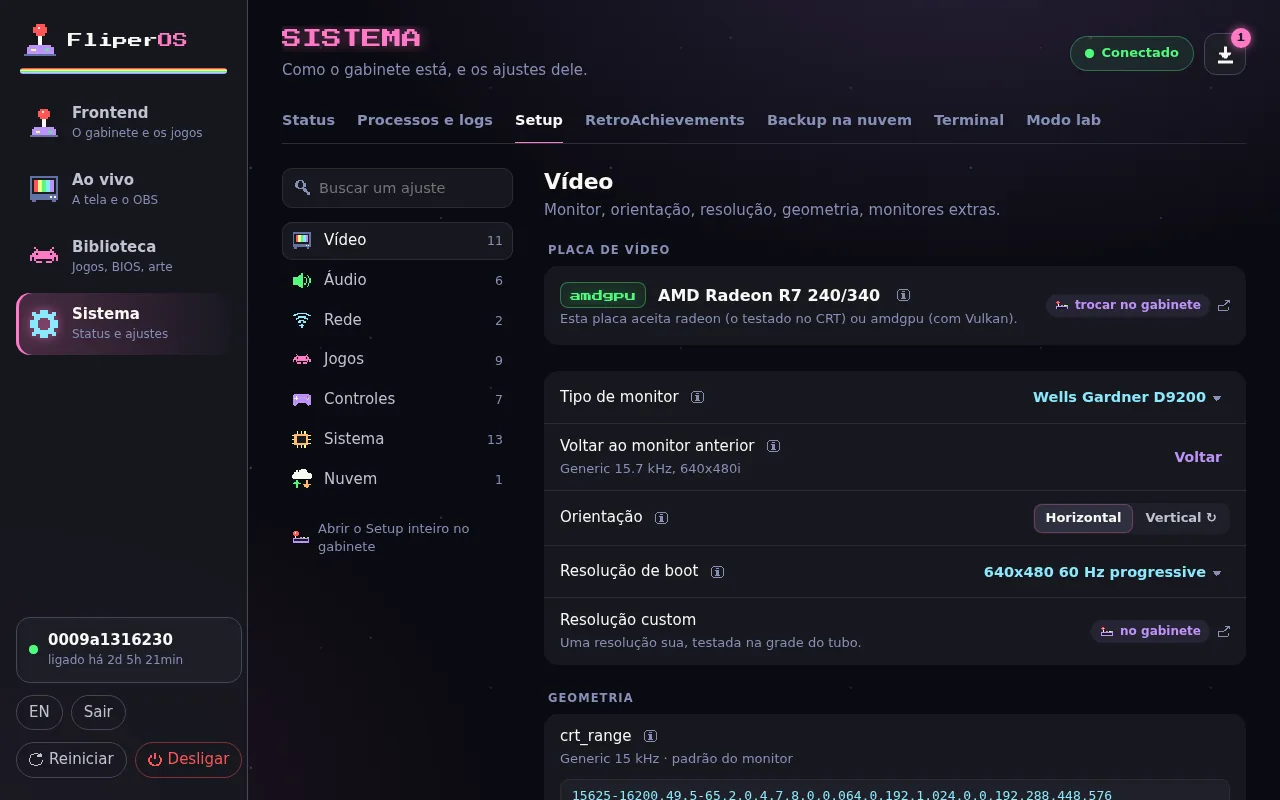 FliperOS
Frontend
O gabinete e os jogos
Ao vivo
A tela e o OBS
Biblioteca
Jogos, BIOS, arte
Sistema
Status e ajustes
0009a1316230
ligado há 2d 5h 21min
EN
Sair
Reiniciar
Desligar
SISTEMA
Como o gabinete está, e os ajustes dele.
Conectado
1
Status
Processos e logs
Setup
RetroAchievements
Backup na nuvem
Terminal
Modo lab
Buscar um ajuste
Vídeo 11
Áudio 6
Rede 2
Jogos 9
Controles 7
Sistema 13
Nuvem 1
Abrir o Setup inteiro no
gabinete
Vídeo
Monitor, orientação, resolução, geometria, monitores extras.
PLACA DE VÍDEO
amdgpu AMD Radeon R7 240/340
trocar no gabinete
Esta placa aceita radeon (o testado no CRT) ou amdgpu (com Vulkan).
Tipo de monitor
Wells Gardner D9200
Voltar ao monitor anterior
Generic 15.7 kHz, 640x480i
Voltar
Orientação
Horizontal
Vertical ↻
Resolução de boot
640x480 60 Hz progressive
Resolução custom
Uma resolução sua, testada na grade do tubo.
no gabinete
GEOMETRIA
crt_range
Generic 15 kHz · padrão do monitor
15625-16200,49.5-65,2.0,4.7,8.0,0.064,0.192,1.024,0,0,192,288,448,576